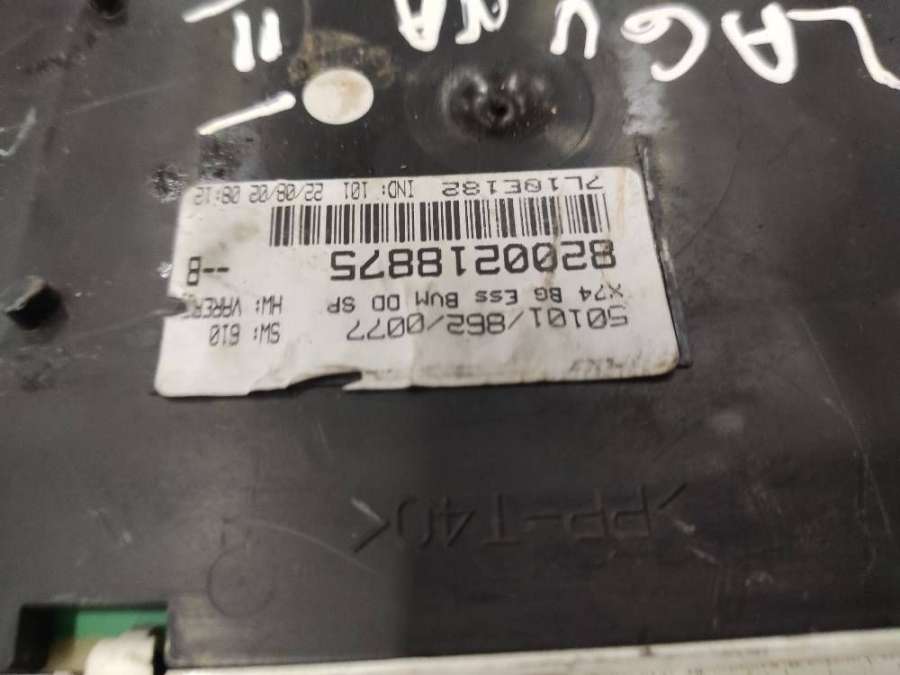 50101/862/0077 SW: 610
X74 BG Ess BVM DD SP
8200218875 --B
7L10E182 IND: 101 22/08/02 08:12
LAGUNA II
>PP-T40<